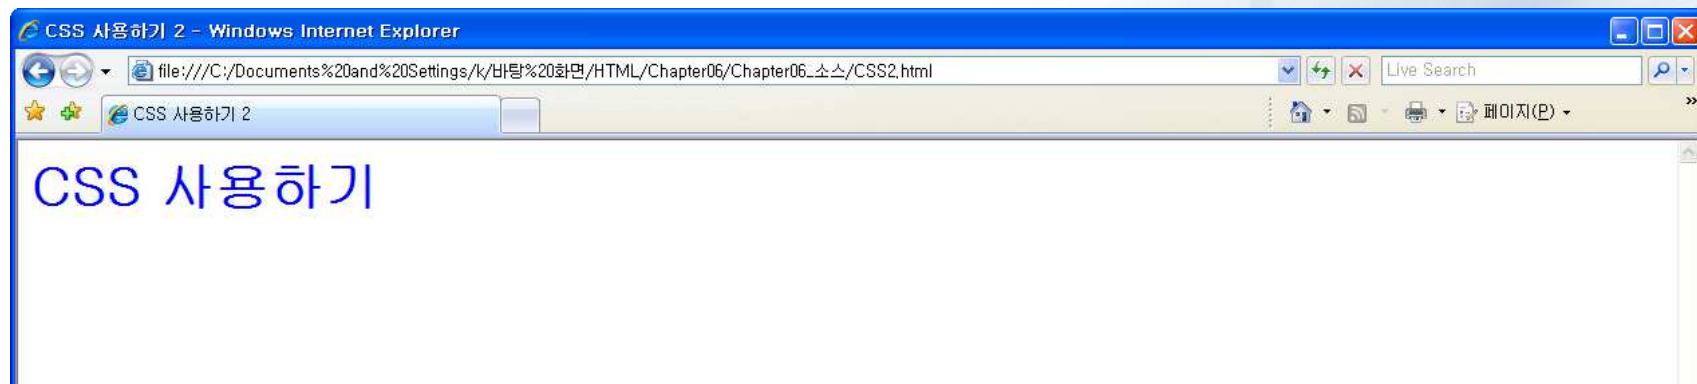 CSS 사용하기 2 - Windows Internet Explorer
file:///C:/Documents%20and%20Settings/k/바탕%20화면/HTML/Chapter06/Chapter06_소스/CSS2.html
Live Search
CSS 사용하기 2
페이지(P)
»
CSS 사용하기